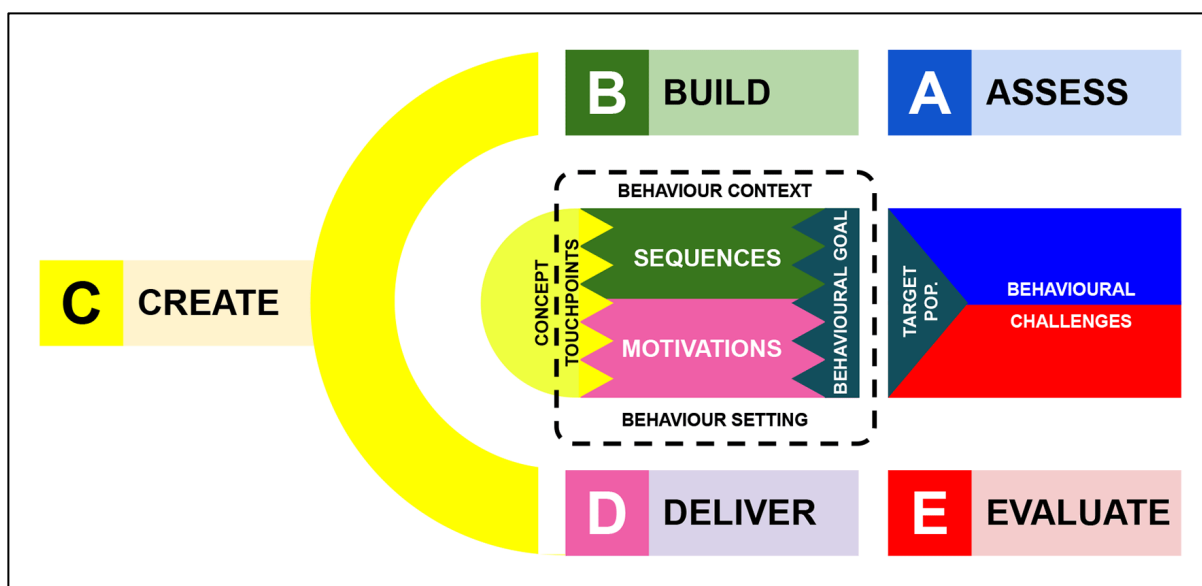 B BUILD
A ASSESS
BEHAVIOUR CONTEXT
C CREATE
CONCEPT
TOUCHPOINTS
SEQUENCES
MOTIVATIONS
BEHAVIOURAL GOAL
TARGET
POP.
BEHAVIOURAL
CHALLENGES
BEHAVIOUR SETTING
D DELIVER
E EVALUATE